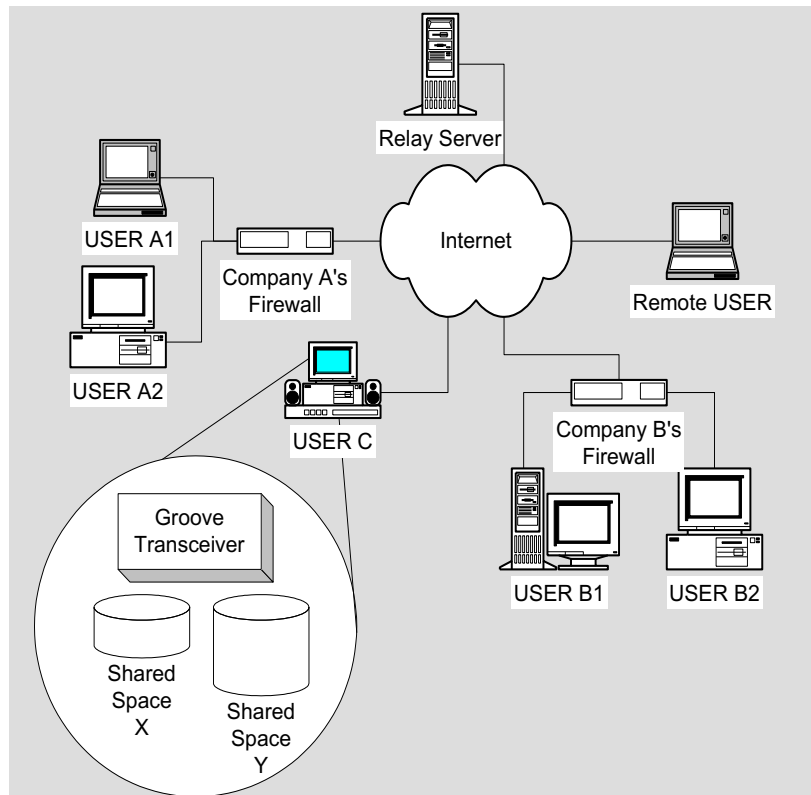 Relay Server
USER A1
Internet
Company A's
Firewall
Remote USER
USER A2
USER C
Company B's
Firewall
Groove
Transceiver
USER B1
USER B2
Shared
Space
X
Shared
Space
Y